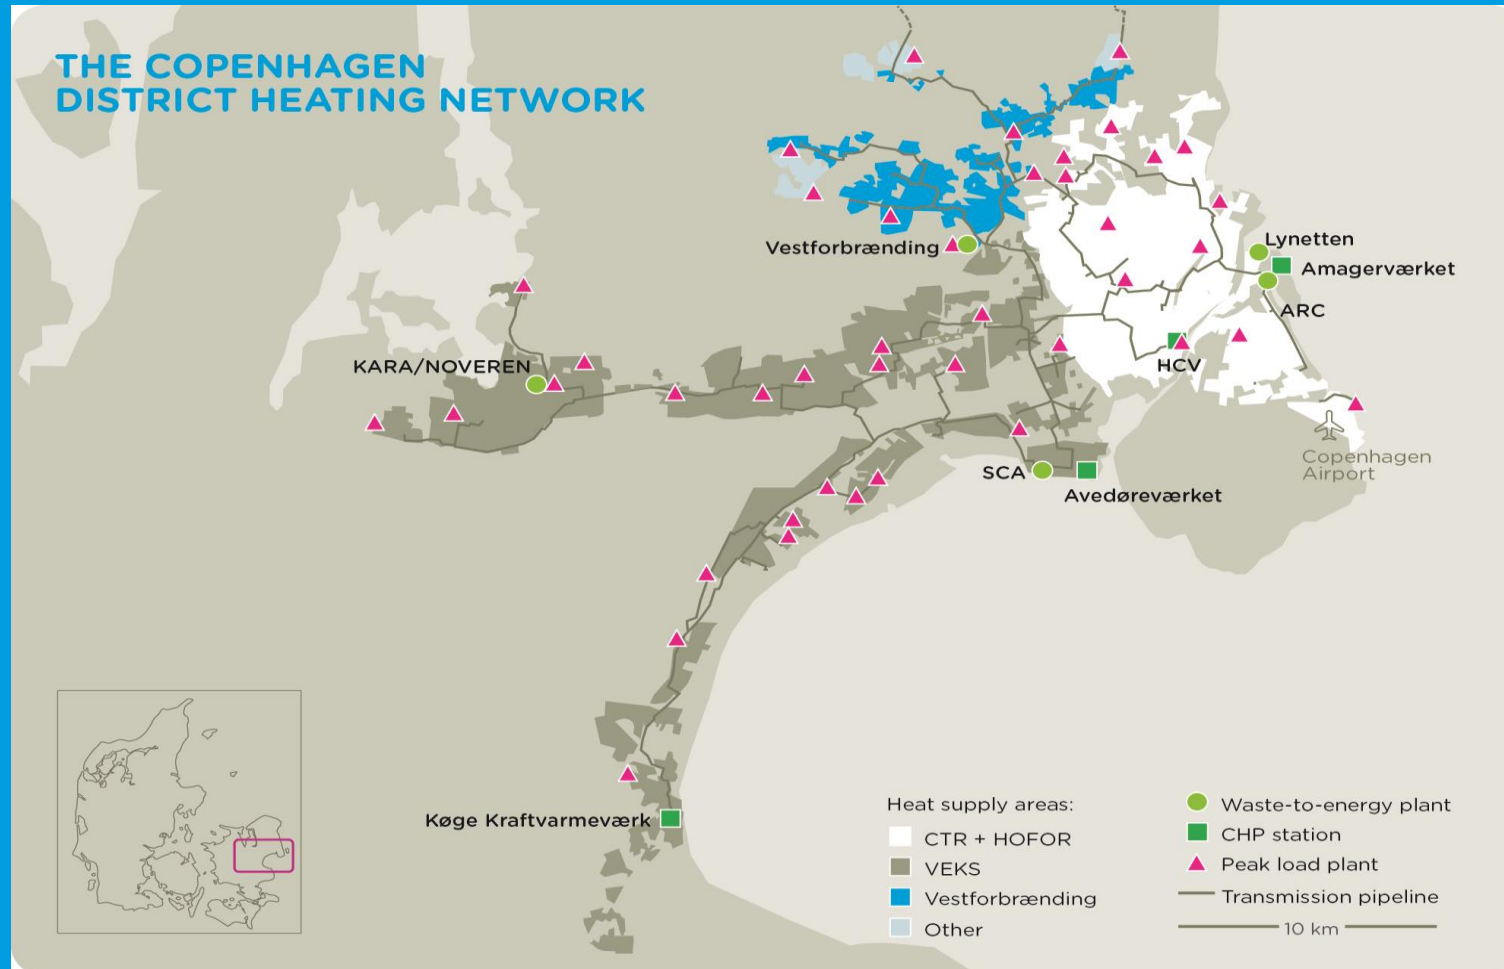 THE COPENHAGEN
DISTRICT HEATING NETWORK
Vestforbrænding
Lynetten
Amagerværket
ARC
KARA/NOVEREN
HCV
Copenhagen
Airport
SCA
Avedøreværket
Køge Kraftvarmeværk
Heat supply areas:
CTR + HOFOR
VEKS
Vestforbrænding
Other
Waste-to-energy plant
CHP station
Peak load plant
Transmission pipeline
10 km